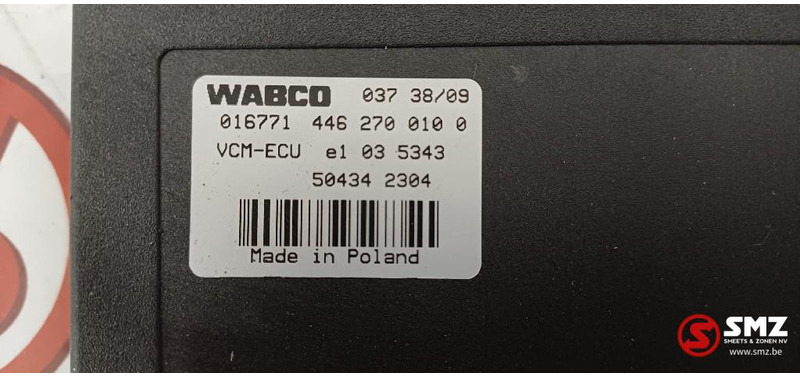 WABCO 037 38/09
016771 446 270 010 0
VCM-ECU e1 03 5343
50434 2304
Made in Poland
SMZ
SMEETS & ZONEN NV
www.smz.be